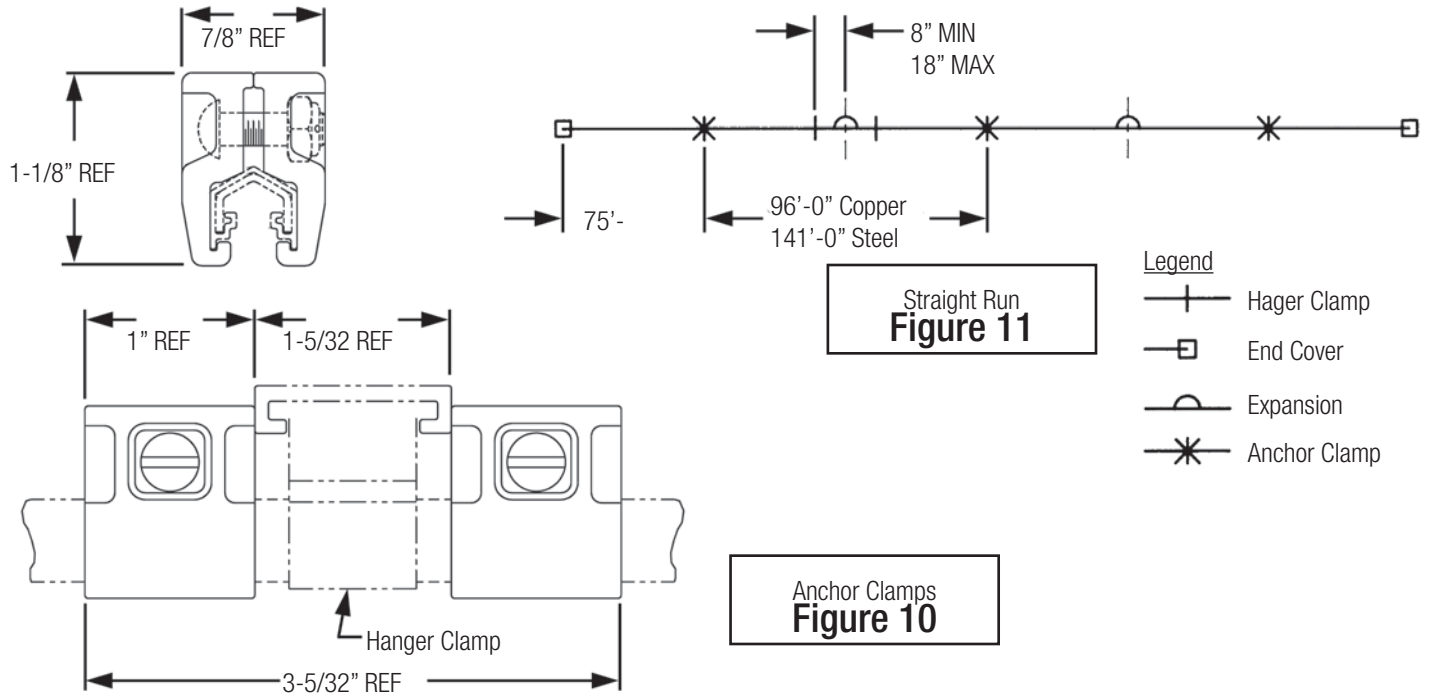 7/8” REF
1-1/8” REF
8” MIN
18” MAX
75’-
96’-0” Copper
141’-0” Steel
Straight Run
Figure 11
Legend
Hager Clamp
End Cover
Expansion
Anchor Clamp
1” REF
1-5/32 REF
Hanger Clamp
3-5/32” REF
Anchor Clamps
Figure 10